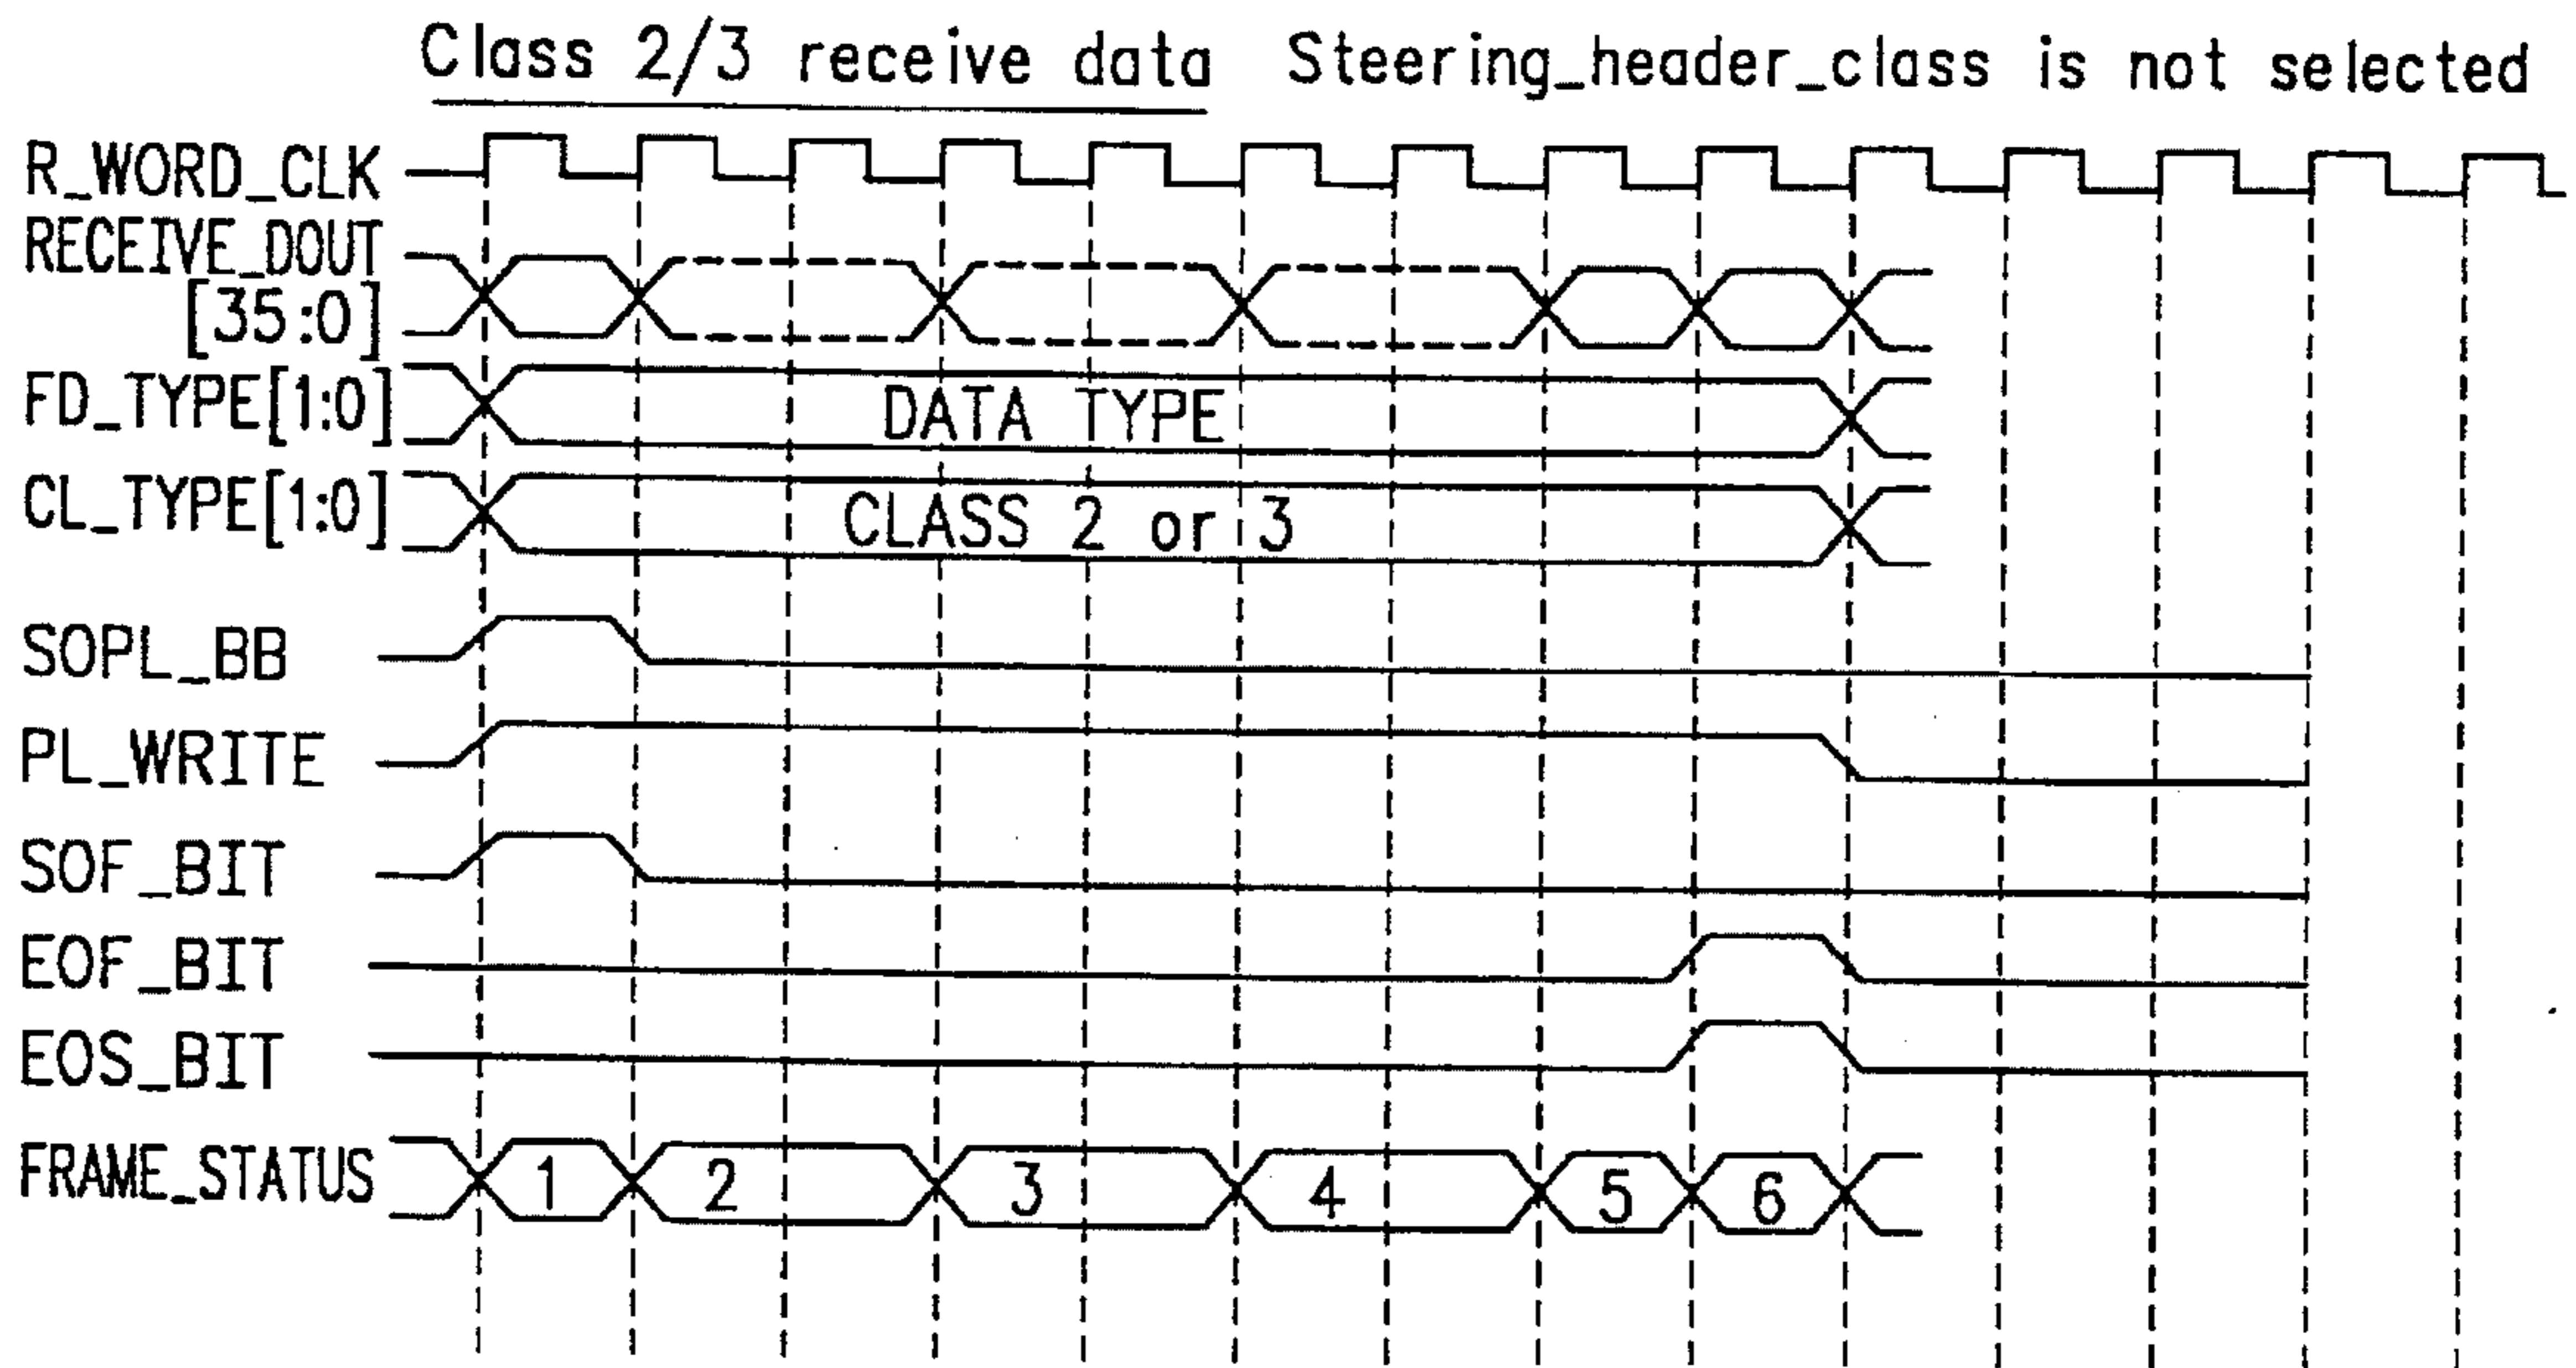 Class 2/3 receive data Steering_header_class is not selected
R_WORD_CLK
RECEIVE_DOUT
[35:0]
FD_TYPE[1:0]
DATA TYPE
CL_TYPE[1:0]
CLASS 2 or 3
SOPL_BB
PL_WRITE
SOF_BIT
EOF_BIT
EOS_BIT
FRAME_STATUS 1 2 3 4 5 6